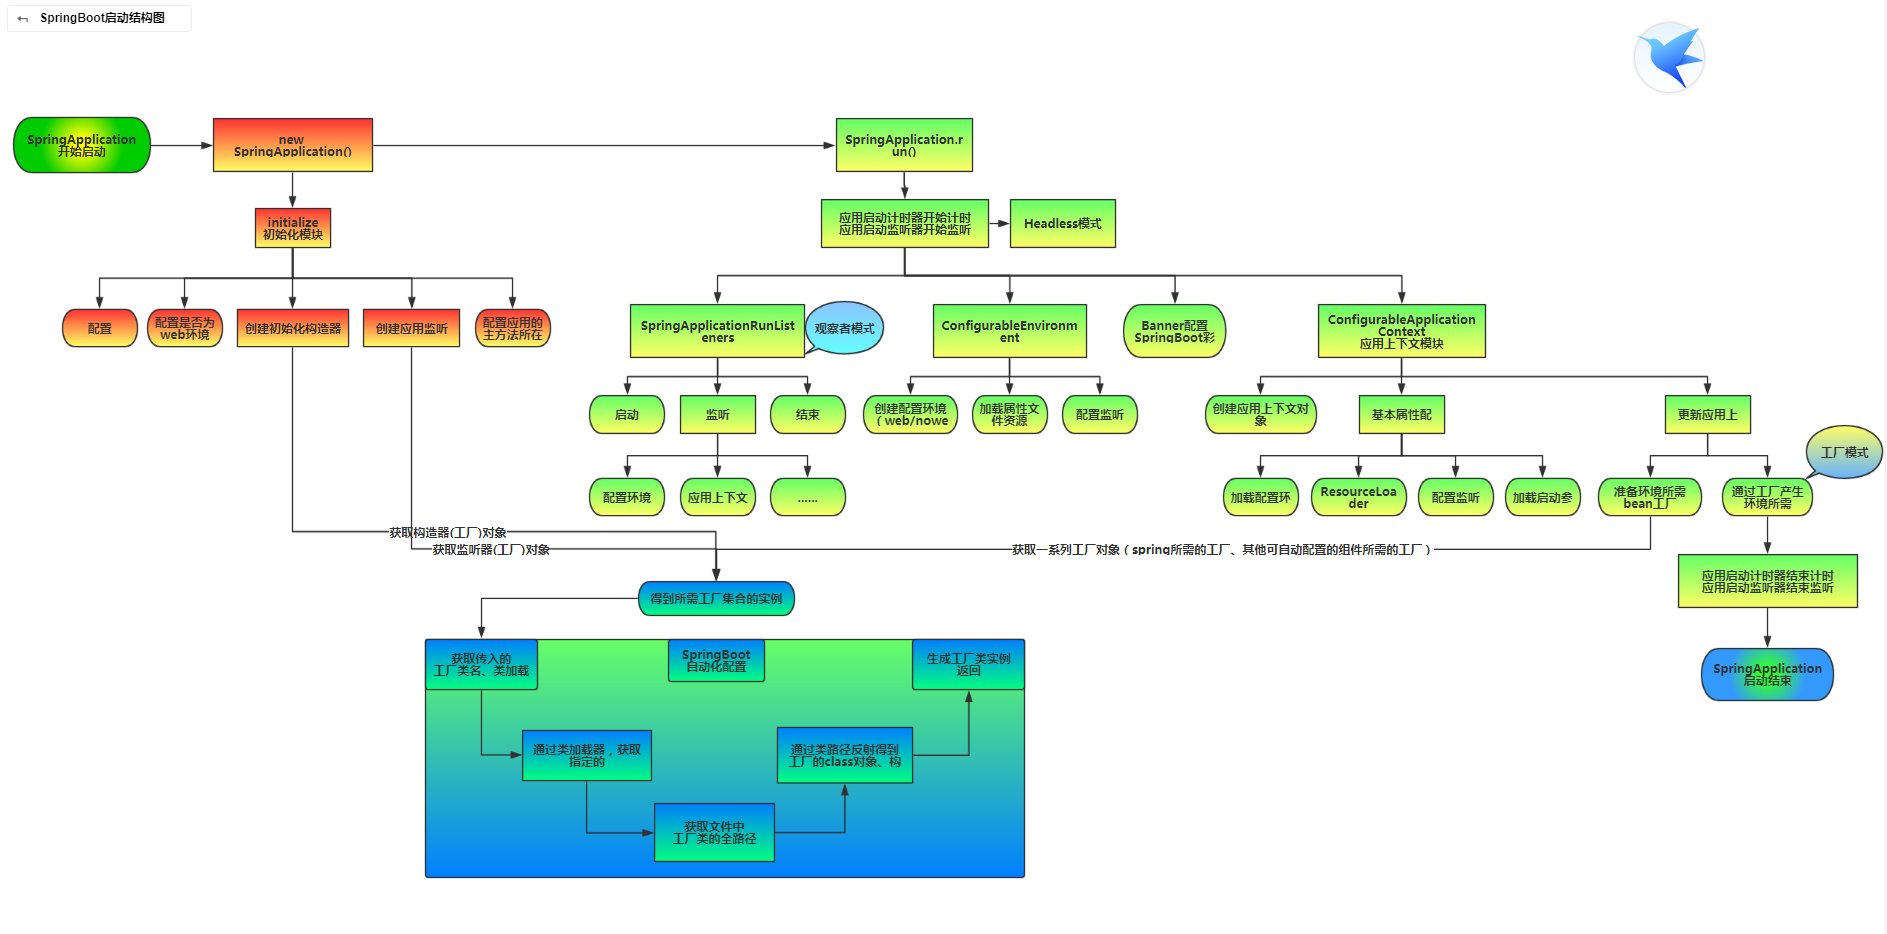 SpringBoot启动结构图
SpringApplication
开始启动
new
SpringApplication()
SpringApplication.r
un()
initialize
初始化模块
应用启动计时器开始计时
应用启动监听器开始监听
Headless模式
配置
配置是否为
web环境
创建初始化构造器
创建应用监听
配置应用的
主方法所在
SpringApplicationRunList
eners
观察者模式
ConfigurableEnvironm
ent
Banner配置
SpringBoot彩
ConfigurableApplication
Context
应用上下文模块
启动
监听
结束
创建配置环境
（web/nowe
加载属性文
件资源
配置监听
创建应用上下文对
象
基本属性配
更新应用上
工厂模式
配置环境
应用上下文
......
加载配置环
ResourceLoa
der
配置监听
加载启动参
准备环境所需
bean工厂
通过工厂产生
环境所需
获取构造器(工厂)对象
获取监听器(工厂)对象
获取一系列工厂对象（spring所需的工厂、其他可自动配置的组件所需的工厂）
应用启动计时器结束计时
应用启动监听器结束监听
得到所需工厂集合的实例
获取传入的
工厂类名、类加载
SpringBoot
自动化配置
生成工厂类实例
返回
SpringApplication
启动结束
通过类加载器，获取
指定的
通过类路径反射得到
工厂的class对象、构
获取文件中
工厂类的全路径